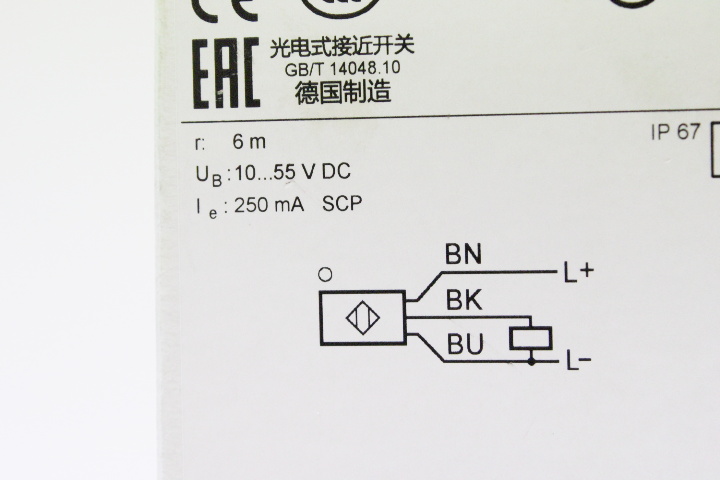 CE
EAC
光电式接近开关
GB/T 14048.10
德国制造
r: 6 m
IP 67
UB:10...55 V DC
Ie: 250 mA SCP
BN
L+
BK
BU
L-